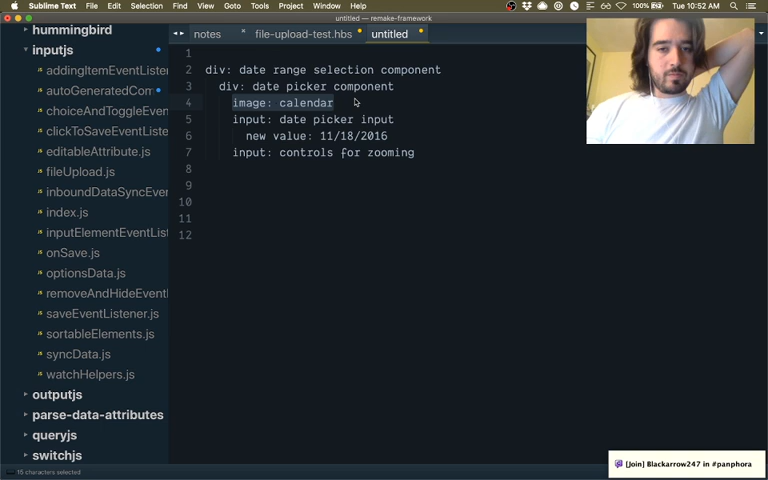 Sublime Text File Edit Selection Find View Goto Tools Project Window Help 100% Tue 10:52 AM
untitled — remake-framework
hummingbird
inputjs
addingItemEventListe
autoGeneratedCom
choiceAndToggleEven
clickToSaveEventListe
editableAttribute.js
fileUpload.js
inboundDataSyncEver
index.js
inputElementEventList
onSave.js
optionsData.js
removeAndHideEventl
saveEventListener.js
sortableElements.js
syncData.js
watchHelpers.js
outputjs
parse-data-attributes
queryjs
switchjs
notes file-upload-test.hbs untitled
1
2 div: date range selection component
3 div: date picker component
4 image: calendar
5 input: date picker input
6 new value: 11/18/2016
7 input: controls for zooming
8
9
10
11
12
15 characters selected
[Join] Blackarrow247 in #panphora